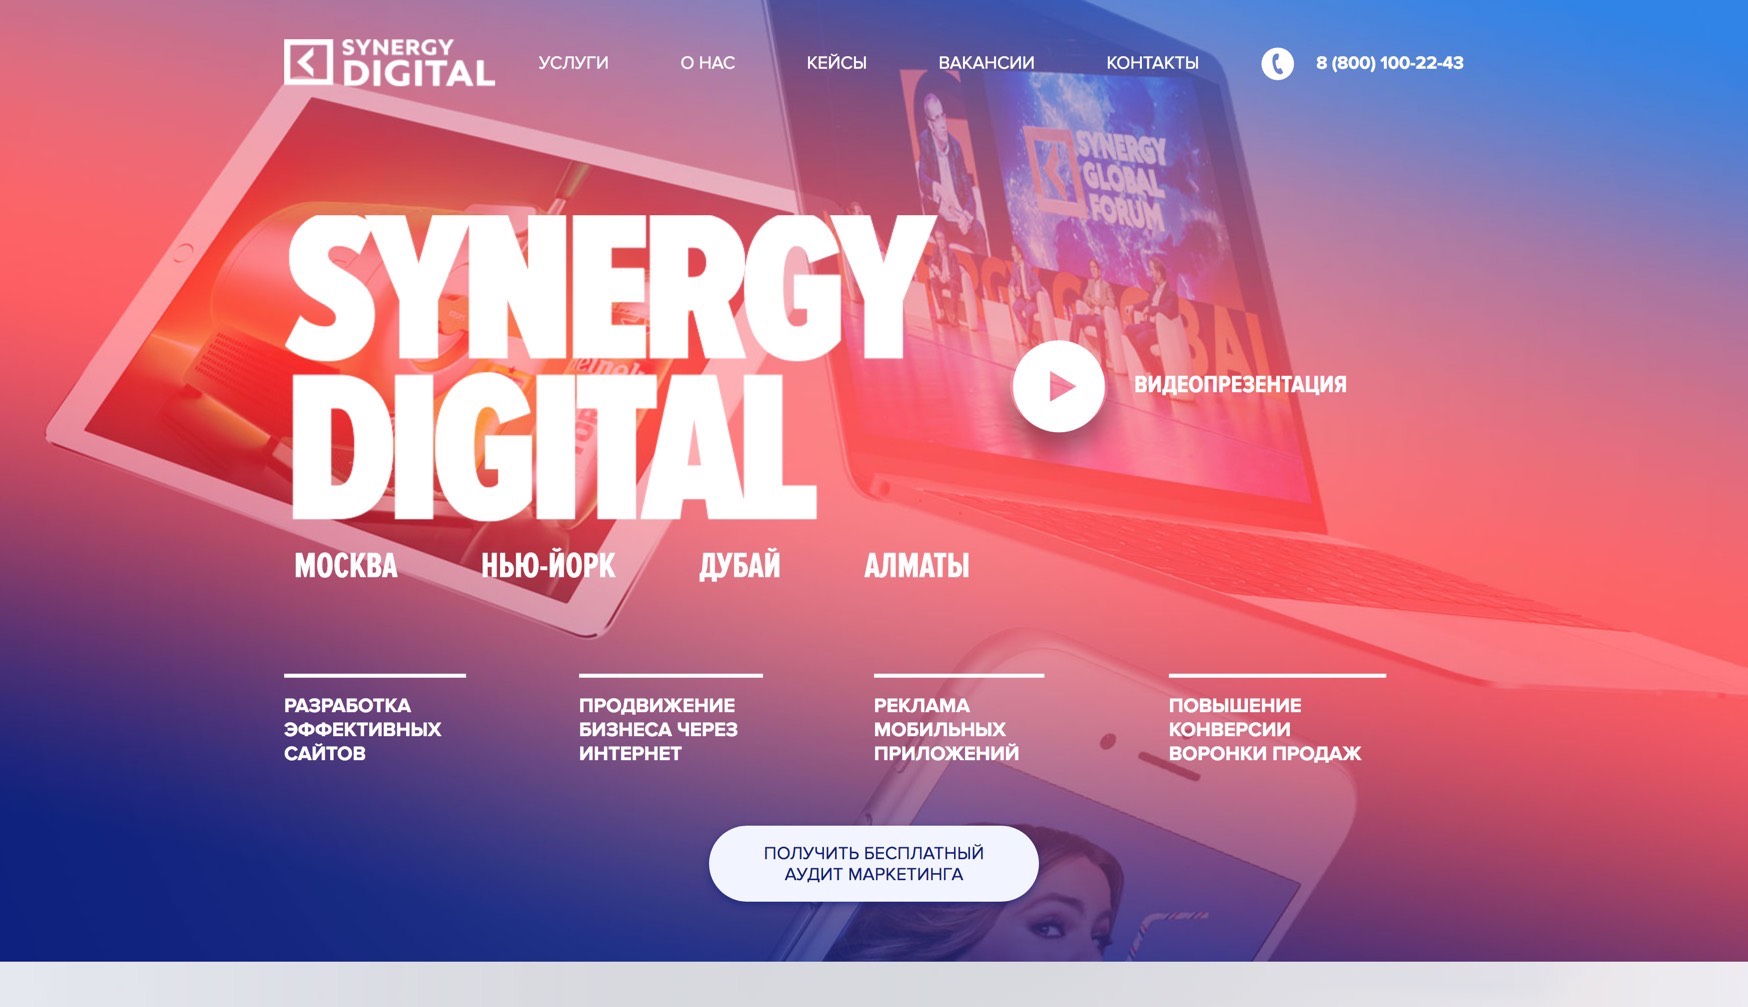 SYNERGY
DIGITAL
УСЛУГИ
О НАС
КЕЙСЫ
ВАКАНСИИ
КОНТАКТЫ
8 (800) 100-22-43
SYNERGY
GLOBAL
FORUM
SYNERGY
DIGITAL
ВИДЕОПРЕЗЕНТАЦИЯ
МОСКВА
НЬЮ-ЙОРК
ДУБАЙ
АЛМАТЫ
РАЗРАБОТКА
ЭФФЕКТИВНЫХ
САЙТОВ
ПРОДВИЖЕНИЕ
БИЗНЕСА ЧЕРЕЗ
ИНТЕРНЕТ
РЕКЛАМА
МОБИЛЬНЫХ
ПРИЛОЖЕНИЙ
ПОВЫШЕНИЕ
КОНВЕРСИИ
ВОРОНКИ ПРОДАЖ
ПОЛУЧИТЬ БЕСПЛАТНЫЙ
АУДИТ МАРКЕТИНГА